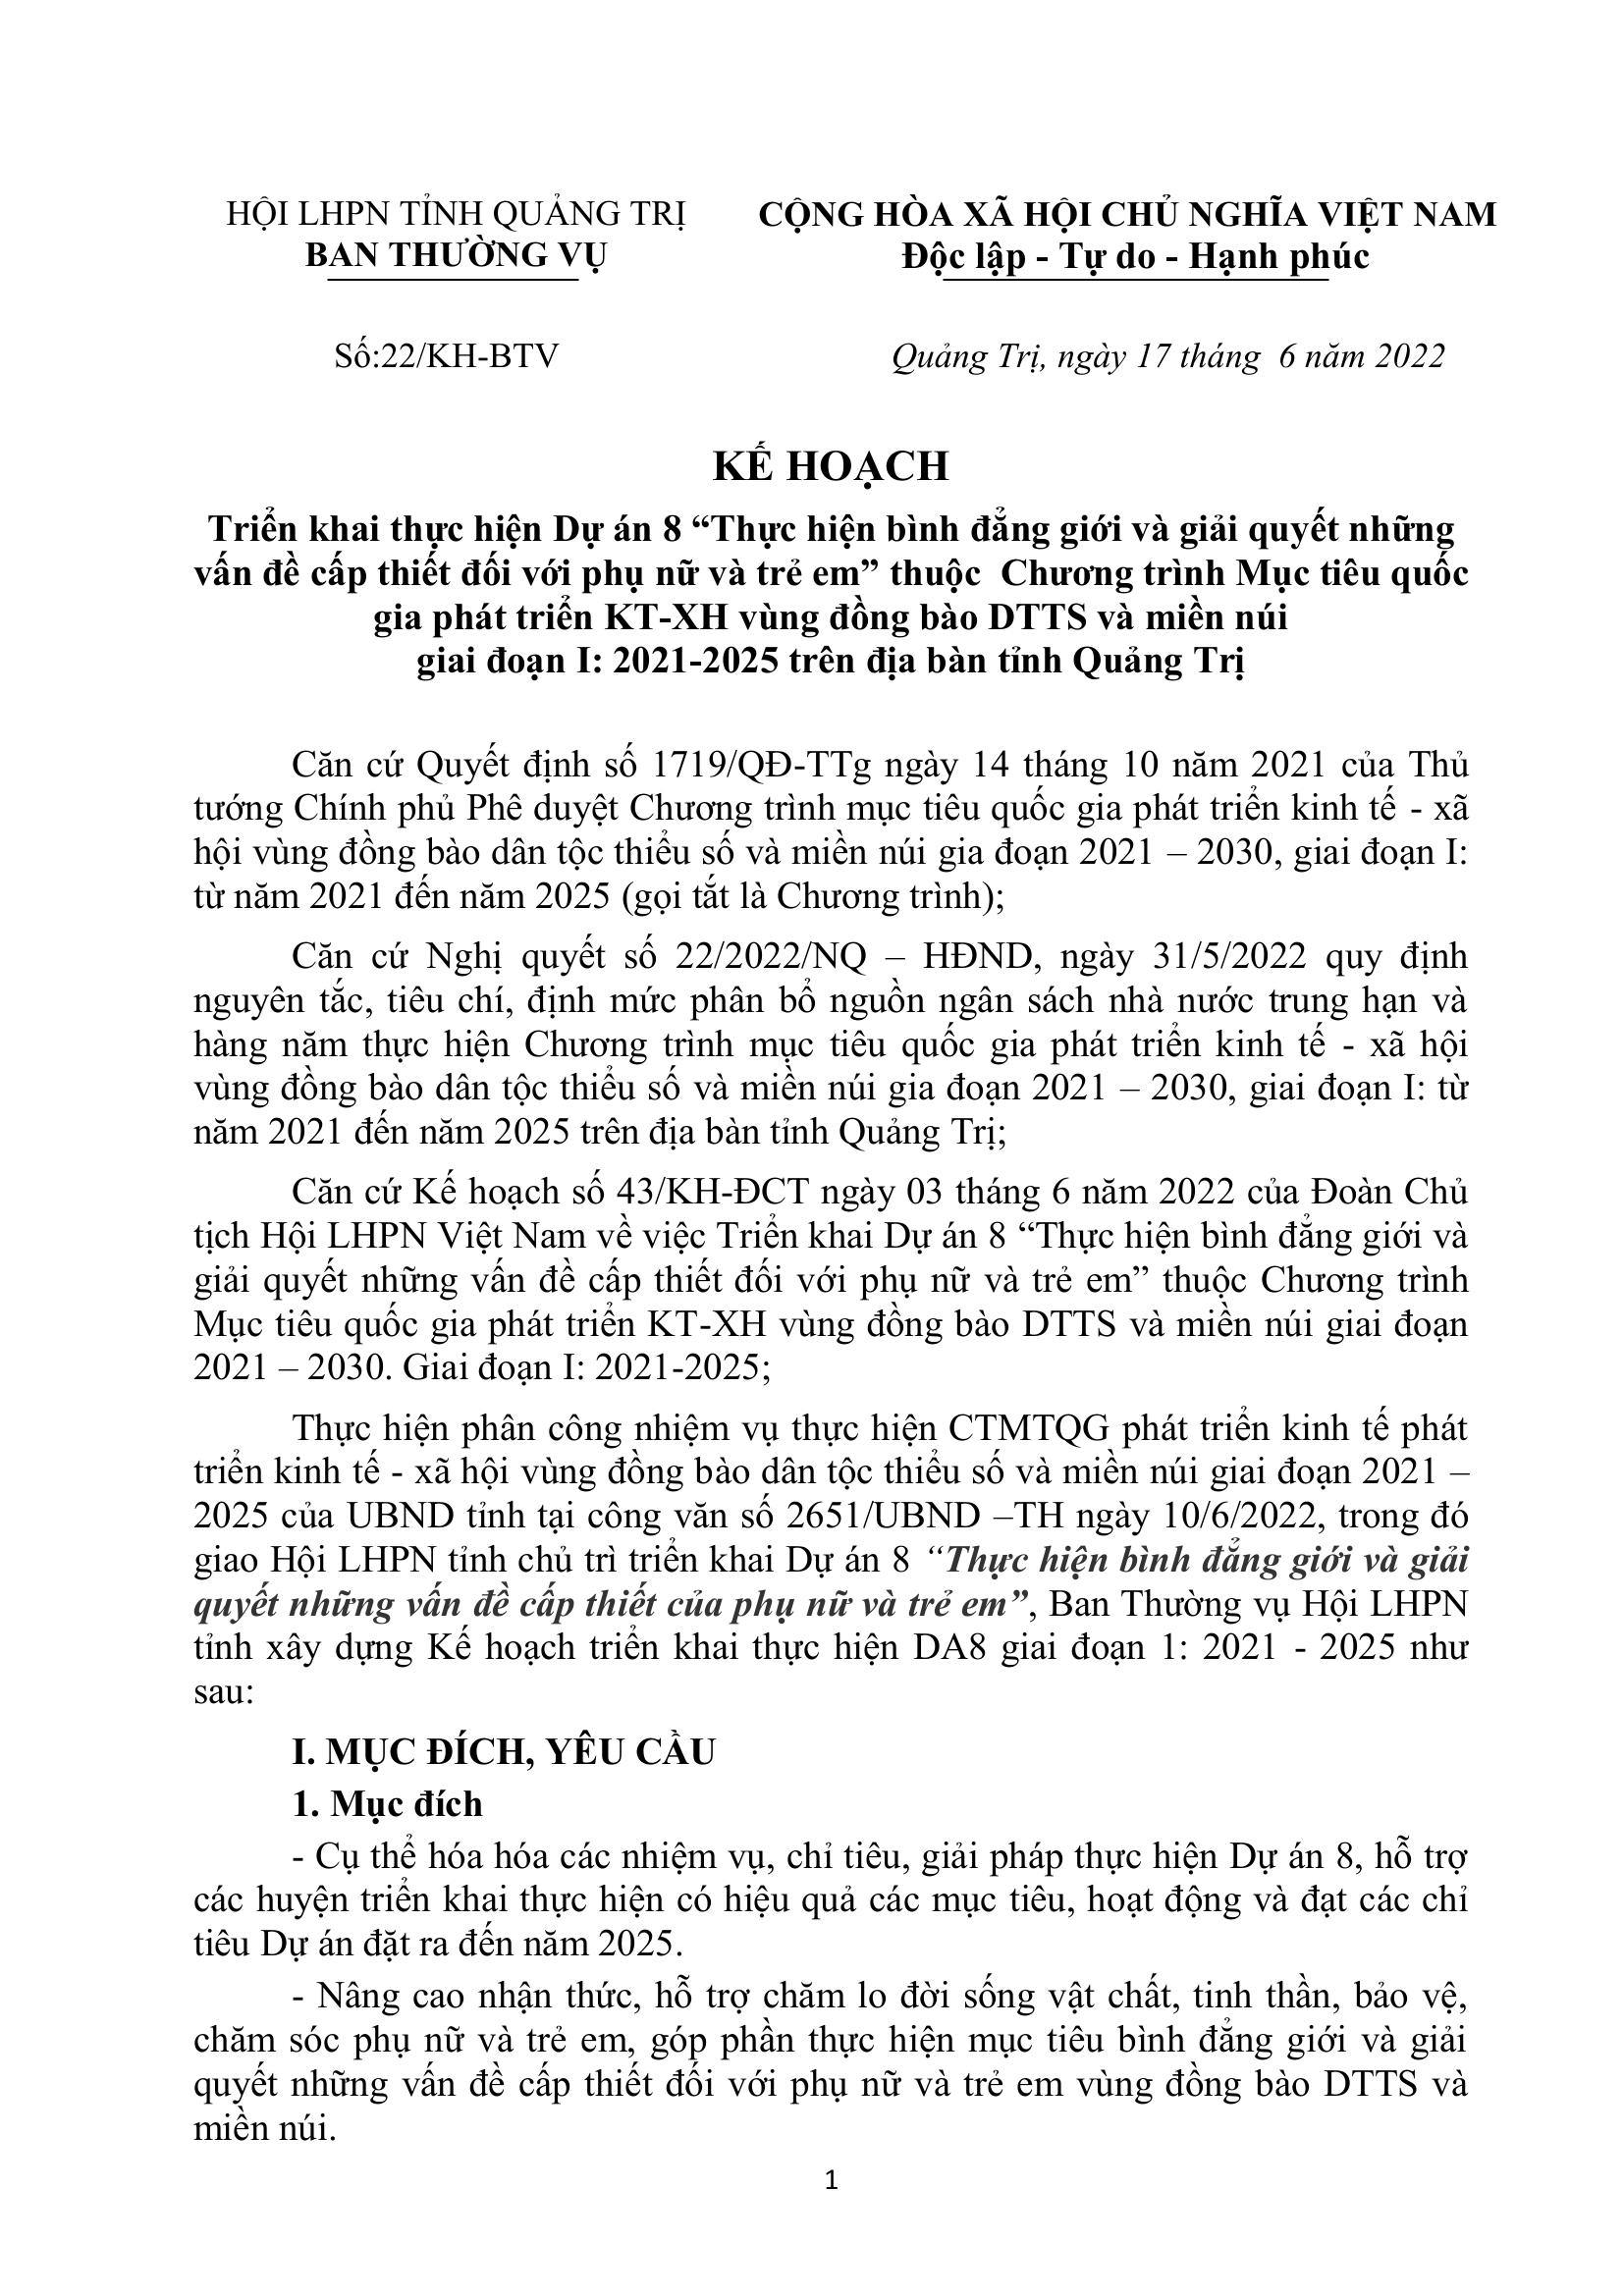 HỘI LHPN TỈNH QUẢNG TRỊ
BAN THƯỜNG VỤ
CỘNG HÒA XÃ HỘI CHỦ NGHĨA VIỆT NAM
Độc lập - Tự do - Hạnh phúc
Số:22/KH-BTV
Quảng Trị, ngày 17 tháng  6 năm 2022
KẾ HOẠCH
Triển khai thực hiện Dự án 8 “Thực hiện bình đẳng giới và giải quyết những
vấn đề cấp thiết đối với phụ nữ và trẻ em” thuộc  Chương trình Mục tiêu quốc
gia phát triển KT-XH vùng đồng bào DTTS và miền núi
giai đoạn I: 2021-2025 trên địa bàn tỉnh Quảng Trị
Căn cứ Quyết định số 1719/QĐ-TTg ngày 14 tháng 10 năm 2021 của Thủ
tướng Chính phủ Phê duyệt Chương trình mục tiêu quốc gia phát triển kinh tế - xã
hội vùng đồng bào dân tộc thiểu số và miền núi gia đoạn 2021 – 2030, giai đoạn I:
từ năm 2021 đến năm 2025 (gọi tắt là Chương trình);
Căn cứ Nghị quyết số 22/2022/NQ – HĐND, ngày 31/5/2022 quy định
nguyên tắc, tiêu chí, định mức phân bổ nguồn ngân sách nhà nước trung hạn và
hàng năm thực hiện Chương trình mục tiêu quốc gia phát triển kinh tế - xã hội
vùng đồng bào dân tộc thiểu số và miền núi gia đoạn 2021 – 2030, giai đoạn I: từ
năm 2021 đến năm 2025 trên địa bàn tỉnh Quảng Trị;
Căn cứ Kế hoạch số 43/KH-ĐCT ngày 03 tháng 6 năm 2022 của Đoàn Chủ
tịch Hội LHPN Việt Nam về việc Triển khai Dự án 8 “Thực hiện bình đẳng giới và
giải quyết những vấn đề cấp thiết đối với phụ nữ và trẻ em” thuộc Chương trình
Mục tiêu quốc gia phát triển KT-XH vùng đồng bào DTTS và miền núi giai đoạn
2021 – 2030. Giai đoạn I: 2021-2025;
Thực hiện phân công nhiệm vụ thực hiện CTMTQG phát triển kinh tế phát
triển kinh tế - xã hội vùng đồng bào dân tộc thiểu số và miền núi giai đoạn 2021 –
2025 của UBND tỉnh tại công văn số 2651/UBND –TH ngày 10/6/2022, trong đó
giao Hội LHPN tỉnh chủ trì triển khai Dự án 8 “Thực hiện bình đẳng giới và giải
quyết những vấn đề cấp thiết của phụ nữ và trẻ em”, Ban Thường vụ Hội LHPN
tỉnh xây dựng Kế hoạch triển khai thực hiện DA8 giai đoạn 1: 2021 - 2025 như
sau:
I. MỤC ĐÍCH, YÊU CẦU
1. Mục đích
- Cụ thể hóa hóa các nhiệm vụ, chỉ tiêu, giải pháp thực hiện Dự án 8, hỗ trợ
các huyện triển khai thực hiện có hiệu quả các mục tiêu, hoạt động và đạt các chỉ
tiêu Dự án đặt ra đến năm 2025.
- Nâng cao nhận thức, hỗ trợ chăm lo đời sống vật chất, tinh thần, bảo vệ,
chăm sóc phụ nữ và trẻ em, góp phần thực hiện mục tiêu bình đẳng giới và giải
quyết những vấn đề cấp thiết đối với phụ nữ và trẻ em vùng đồng bào DTTS và
miền núi.
1